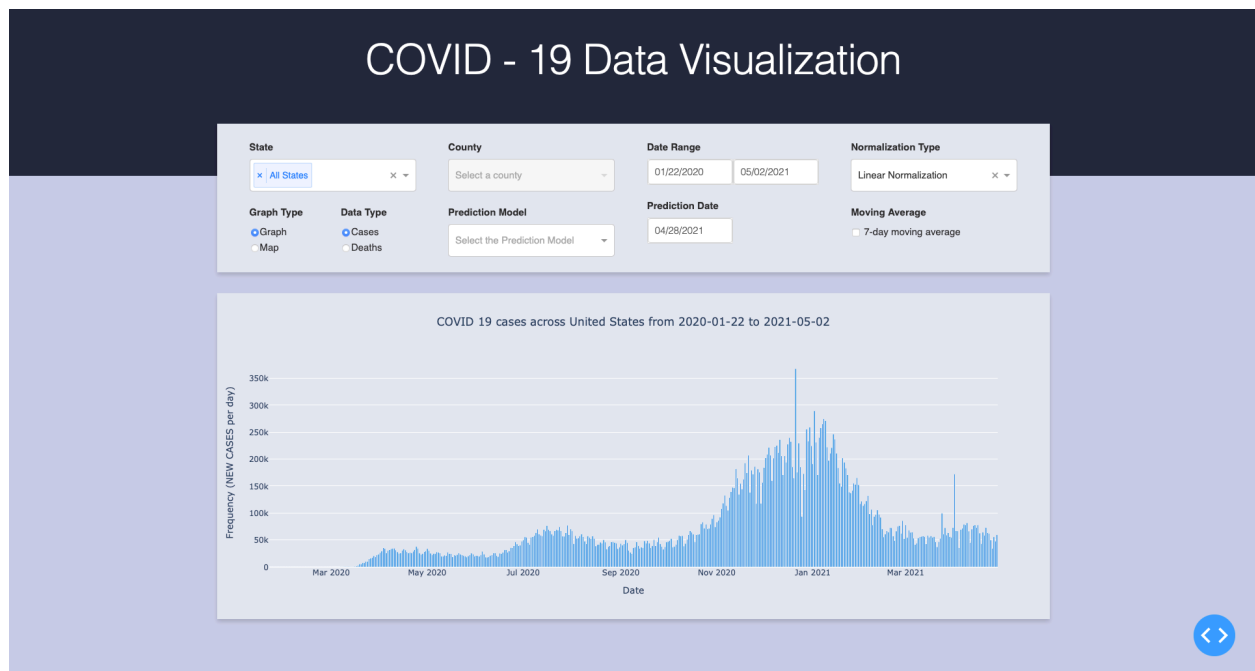 COVID - 19 Data Visualization
State
County
Date Range
Normalization Type
× All States × 
Select a county
01/22/2020 05/02/2021
Linear Normalization ×
Graph Type
Data Type
Prediction Model
Prediction Date
Moving Average
Graph
Map
Cases
Deaths
Select the Prediction Model
04/28/2021
7-day moving average
COVID 19 cases across United States from 2020-01-22 to 2021-05-02
Frequency (NEW CASES per day)
350k
300k
250k
200k
150k
100k
50k
0
Mar 2020 May 2020 Jul 2020 Sep 2020 Nov 2020 Jan 2021 Mar 2021
Date